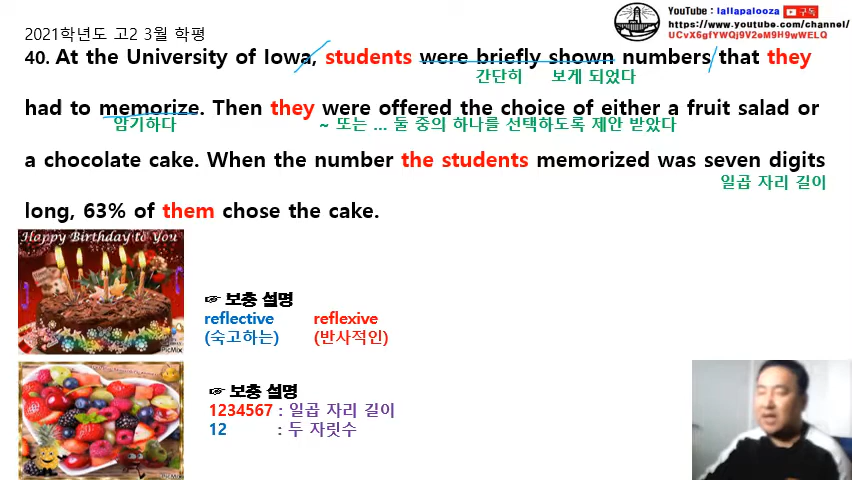 YouTube : lallapalooza 구독
https://www.youtube.com/channel/
UCvX6gfYWQj9V2eM9H9wWELQ
2021학년도 고2 3월 학평
40. At the University of Iowa, students were briefly shown numbers that they
간단히 보게 되었다
had to memorize. Then they were offered the choice of either a fruit salad or
암기하다 ~ 또는 ... 둘 중의 하나를 선택하도록 제안 받았다
a chocolate cake. When the number the students memorized was seven digits
일곱 자리 길이
long, 63% of them chose the cake.
Happy Birthday to You
PicMix
☞ 보충 설명
reflective reflexive
(숙고하는) (반사적인)
☞ 보충 설명
1234567 : 일곱 자리 길이
12 : 두 자릿수
PicMix